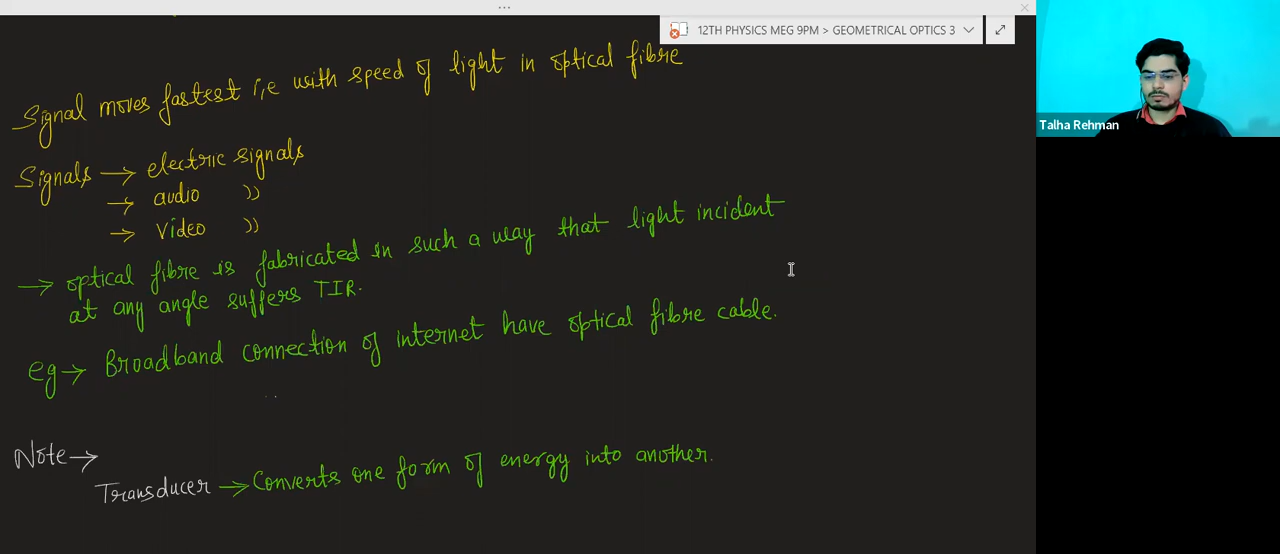 12TH PHYSICS MEG 9PM > GEOMETRICAL OPTICS 3
Talha Rehman
Signal moves fastest i,e with speed of light in optical fibre
Signals → electric signals
→ audio ))
→ video ))
→ optical fibre is fabricated in such a way that light incident
at any angle suffers TIR.
eg → Broadband connection of internet have optical fibre cable.
Note →
Transducer → Converts one form of energy into another.